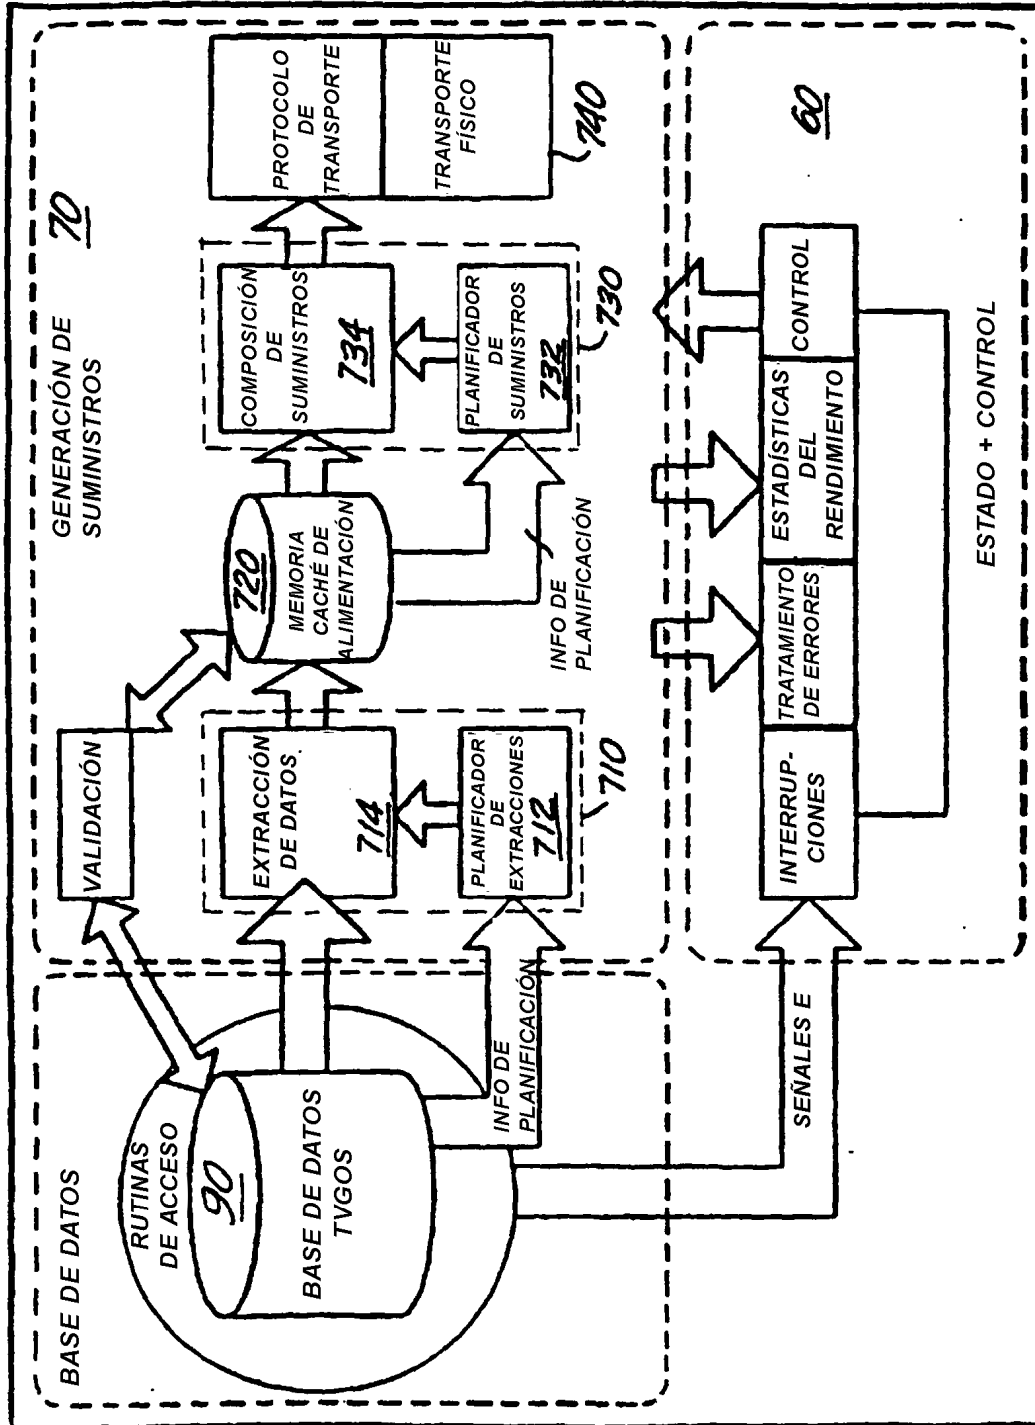 BASE DE DATOS
RUTINAS
DE ACCESO
90
BASE DE DATOS
TVGOS
INFO DE
PLANIFICACIÓN
SEÑALES E
GENERACIÓN DE
SUMINISTROS
70
VALIDACIÓN
EXTRACCIÓN
DE DATOS
714
PLANIFICADOR
DE
EXTRACCIONES
712
710
720
MEMORIA
CACHÉ DE
ALIMENTACIÓN
INFO DE
PLANIFICACIÓN
COMPOSICIÓN
DE
SUMINISTROS
734
PLANIFICADOR
DE
SUMINISTROS
732
730
PROTOCOLO
DE
TRANSPORTE
TRANSPORTE
FÍSICO
740
INTERRUP-
CIONES
TRATAMIENTO
DE ERRORES
ESTADÍSTICAS
DEL
RENDIMIENTO
CONTROL
60
ESTADO + CONTROL